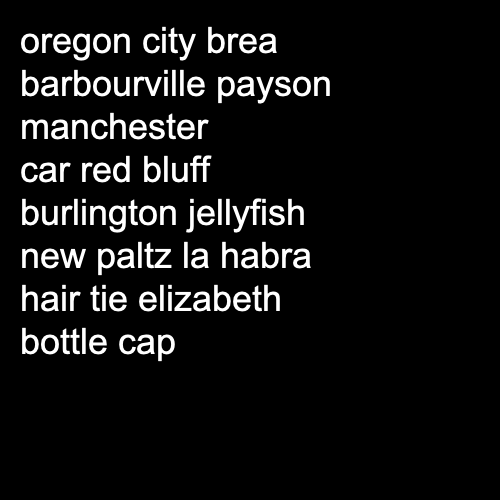 oregon city brea
barbourville payson
manchester
car red bluff
burlington jellyfish
new paltz la habra
hair tie elizabeth
bottle cap